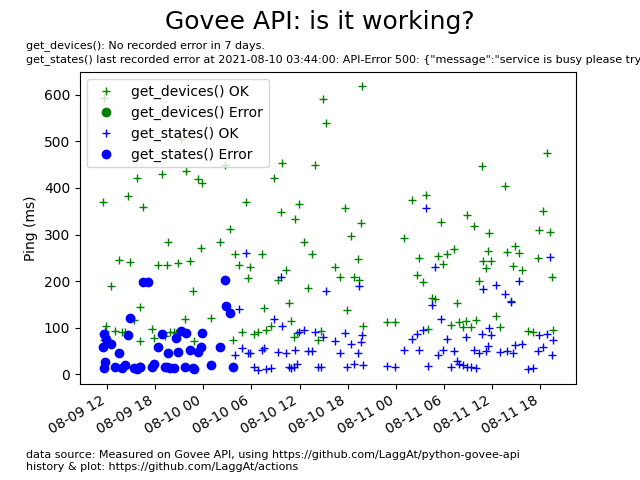 Govee API: is it working?
get_devices(): No recorded error in 7 days.
get_states() last recorded error at 2021-08-10 03:44:00: API-Error 500: {"message":"service is busy please try
get_devices() OK
get_devices() Error
get_states() OK
get_states() Error
Ping (ms)
600
500
400
300
200
100
0
08-09 12
08-09 18
08-10 00
08-10 06
08-10 12
08-10 18
08-11 00
08-11 06
08-11 12
08-11 18
data source: Measured on Govee API, using https://github.com/LaggAt/python-govee-api
history & plot: https://github.com/LaggAt/actions